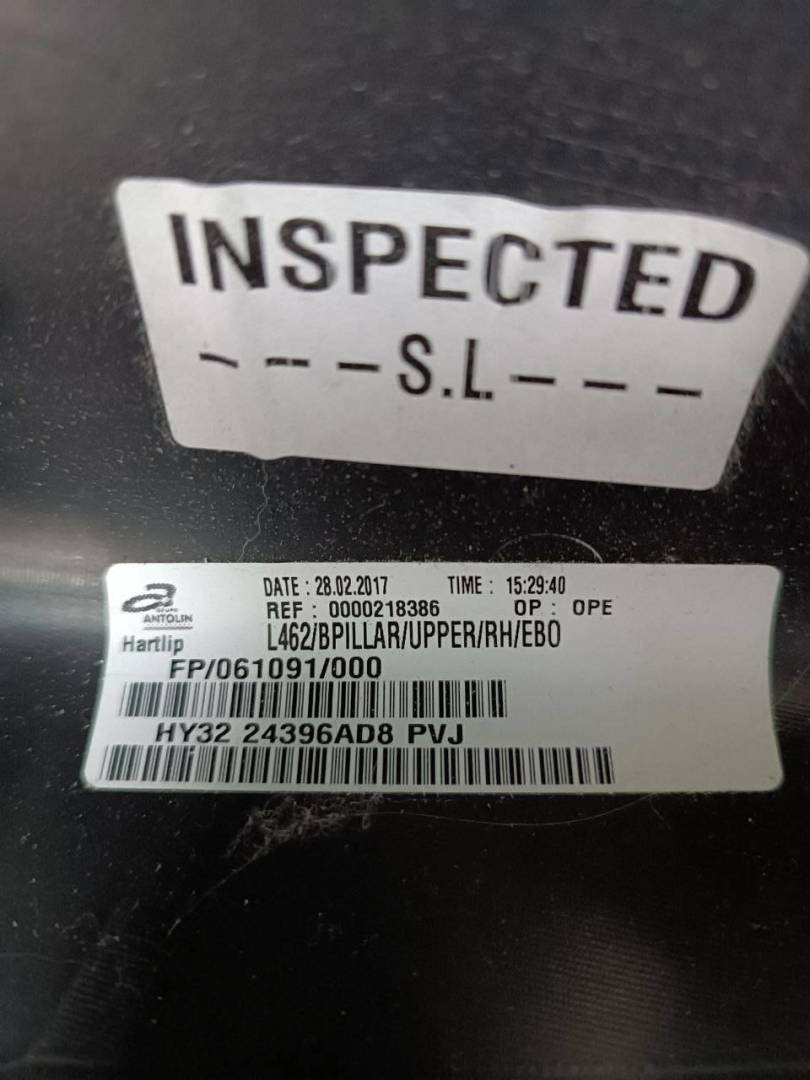 INSPECTED
- - - S.L. - - -
GRUPO
ANTOLIN
Hartlip
DATE : 28.02.2017 TIME : 15:29:40
REF : 0000218386 OP : OPE
L462/BPILLAR/UPPER/RH/EBO
FP/061091/000
HY32 24396AD8 PVJ